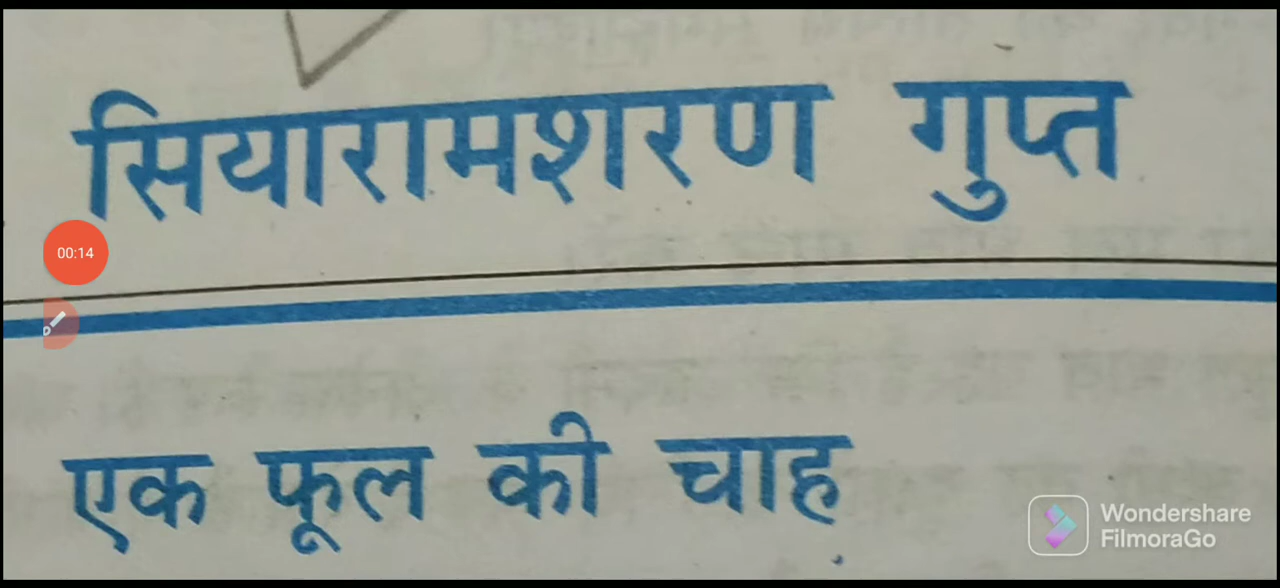 सियारामशरण गुप्त
00:14
एक फूल की चाह
Wondershare
FilmoraGo